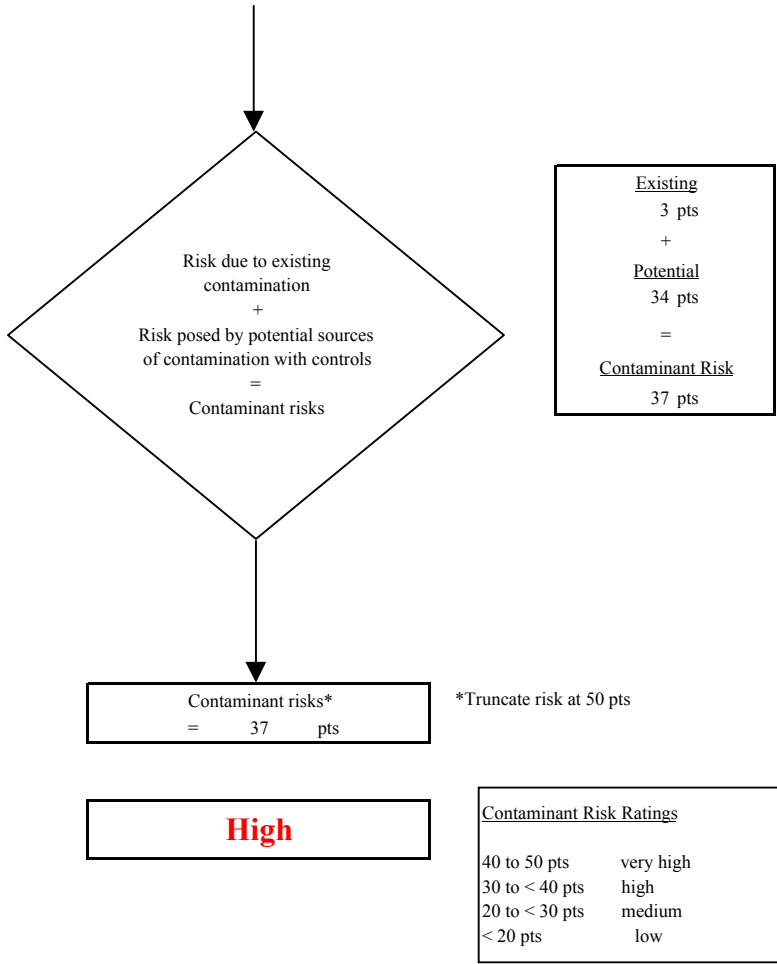 Risk due to existing
contamination
+
Risk posed by potential sources
of contamination with controls
=
Contaminant risks
Existing
3 pts
+
Potential
34 pts
=
Contaminant Risk
37 pts
Contaminant risks*
= 37 pts
*Truncate risk at 50 pts
High
Contaminant Risk Ratings
40 to 50 pts very high
30 to < 40 pts high
20 to < 30 pts medium
< 20 pts low